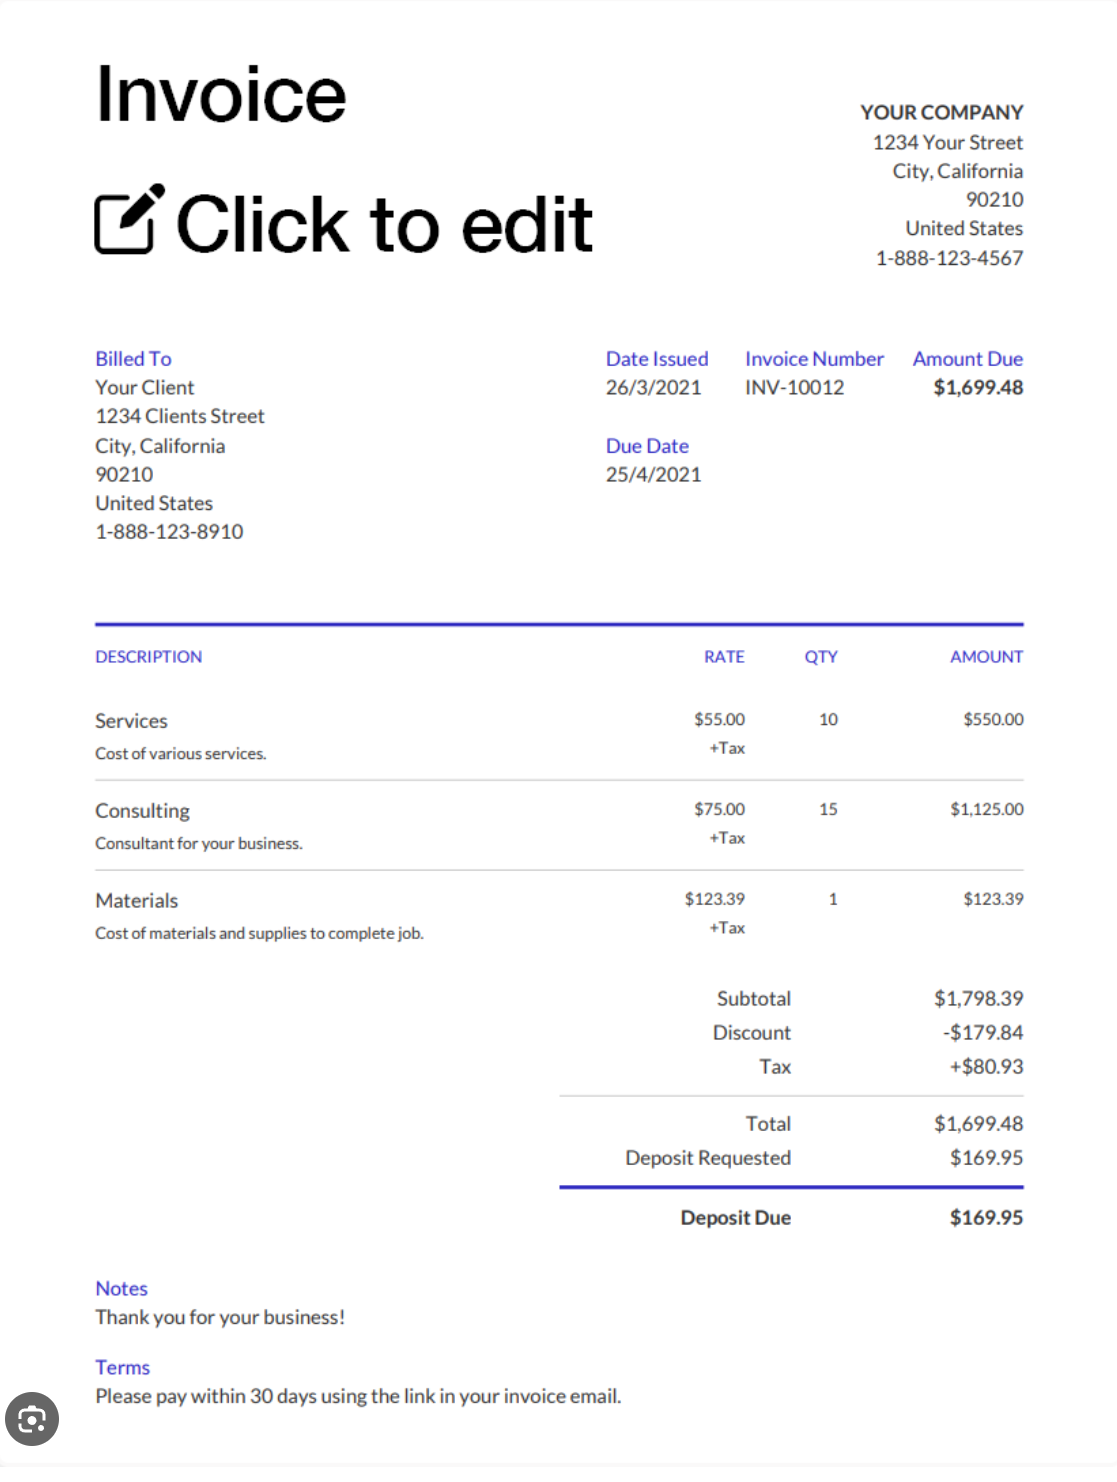 Invoice
Click to edit
YOUR COMPANY
1234 Your Street
City, California
90210
United States
1-888-123-4567
Billed To
Your Client
1234 Clients Street
City, California
90210
United States
1-888-123-8910
Date Issued
26/3/2021
Due Date
25/4/2021
Invoice Number
INV-10012
Amount Due
$1,699.48
DESCRIPTION RATE QTY AMOUNT
Services $55.00 10 $550.00
+Tax
Cost of various services.
Consulting $75.00 15 $1,125.00
+Tax
Consultant for your business.
Materials $123.39 1 $123.39
+Tax
Cost of materials and supplies to complete job.
Subtotal $1,798.39
Discount -$179.84
Tax +$80.93
Total $1,699.48
Deposit Requested $169.95
Deposit Due $169.95
Notes
Thank you for your business!
Terms
Please pay within 30 days using the link in your invoice email.